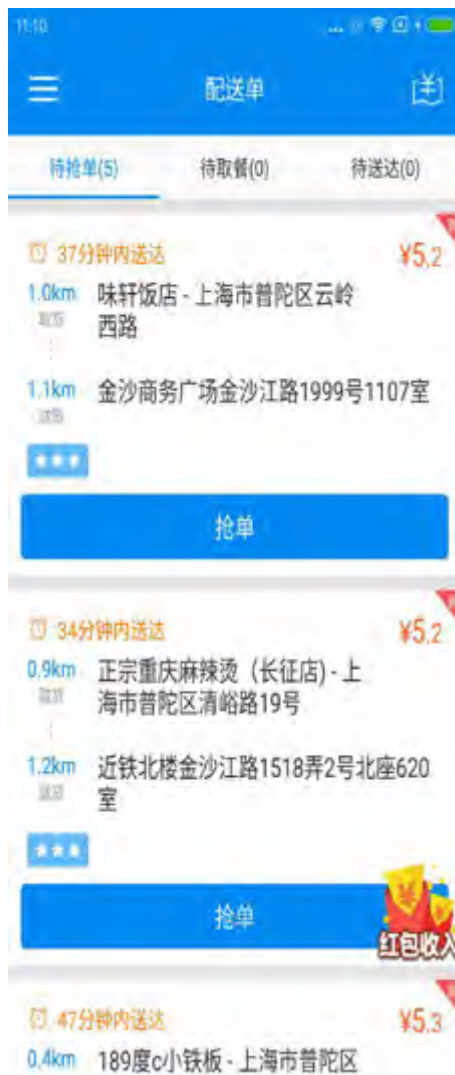 11:10
配送单
待抢单(5) 待取餐(0) 待送达(0)
37分钟内送达 ¥5.2
1.0km 味轩饭店 - 上海市普陀区云岭
取货 西路
1.1km 金沙商务广场金沙江路1999号1107室
送货
抢单
34分钟内送达 ¥5.2
0.9km 正宗重庆麻辣烫（长征店) - 上
取货 海市普陀区清峪路19号
1.2km 近铁北楼金沙江路1518弄2号北座620
送货 室
抢单
红包收入
47分钟内送达 ¥5.3
0.4km 189度c小铁板 - 上海市普陀区